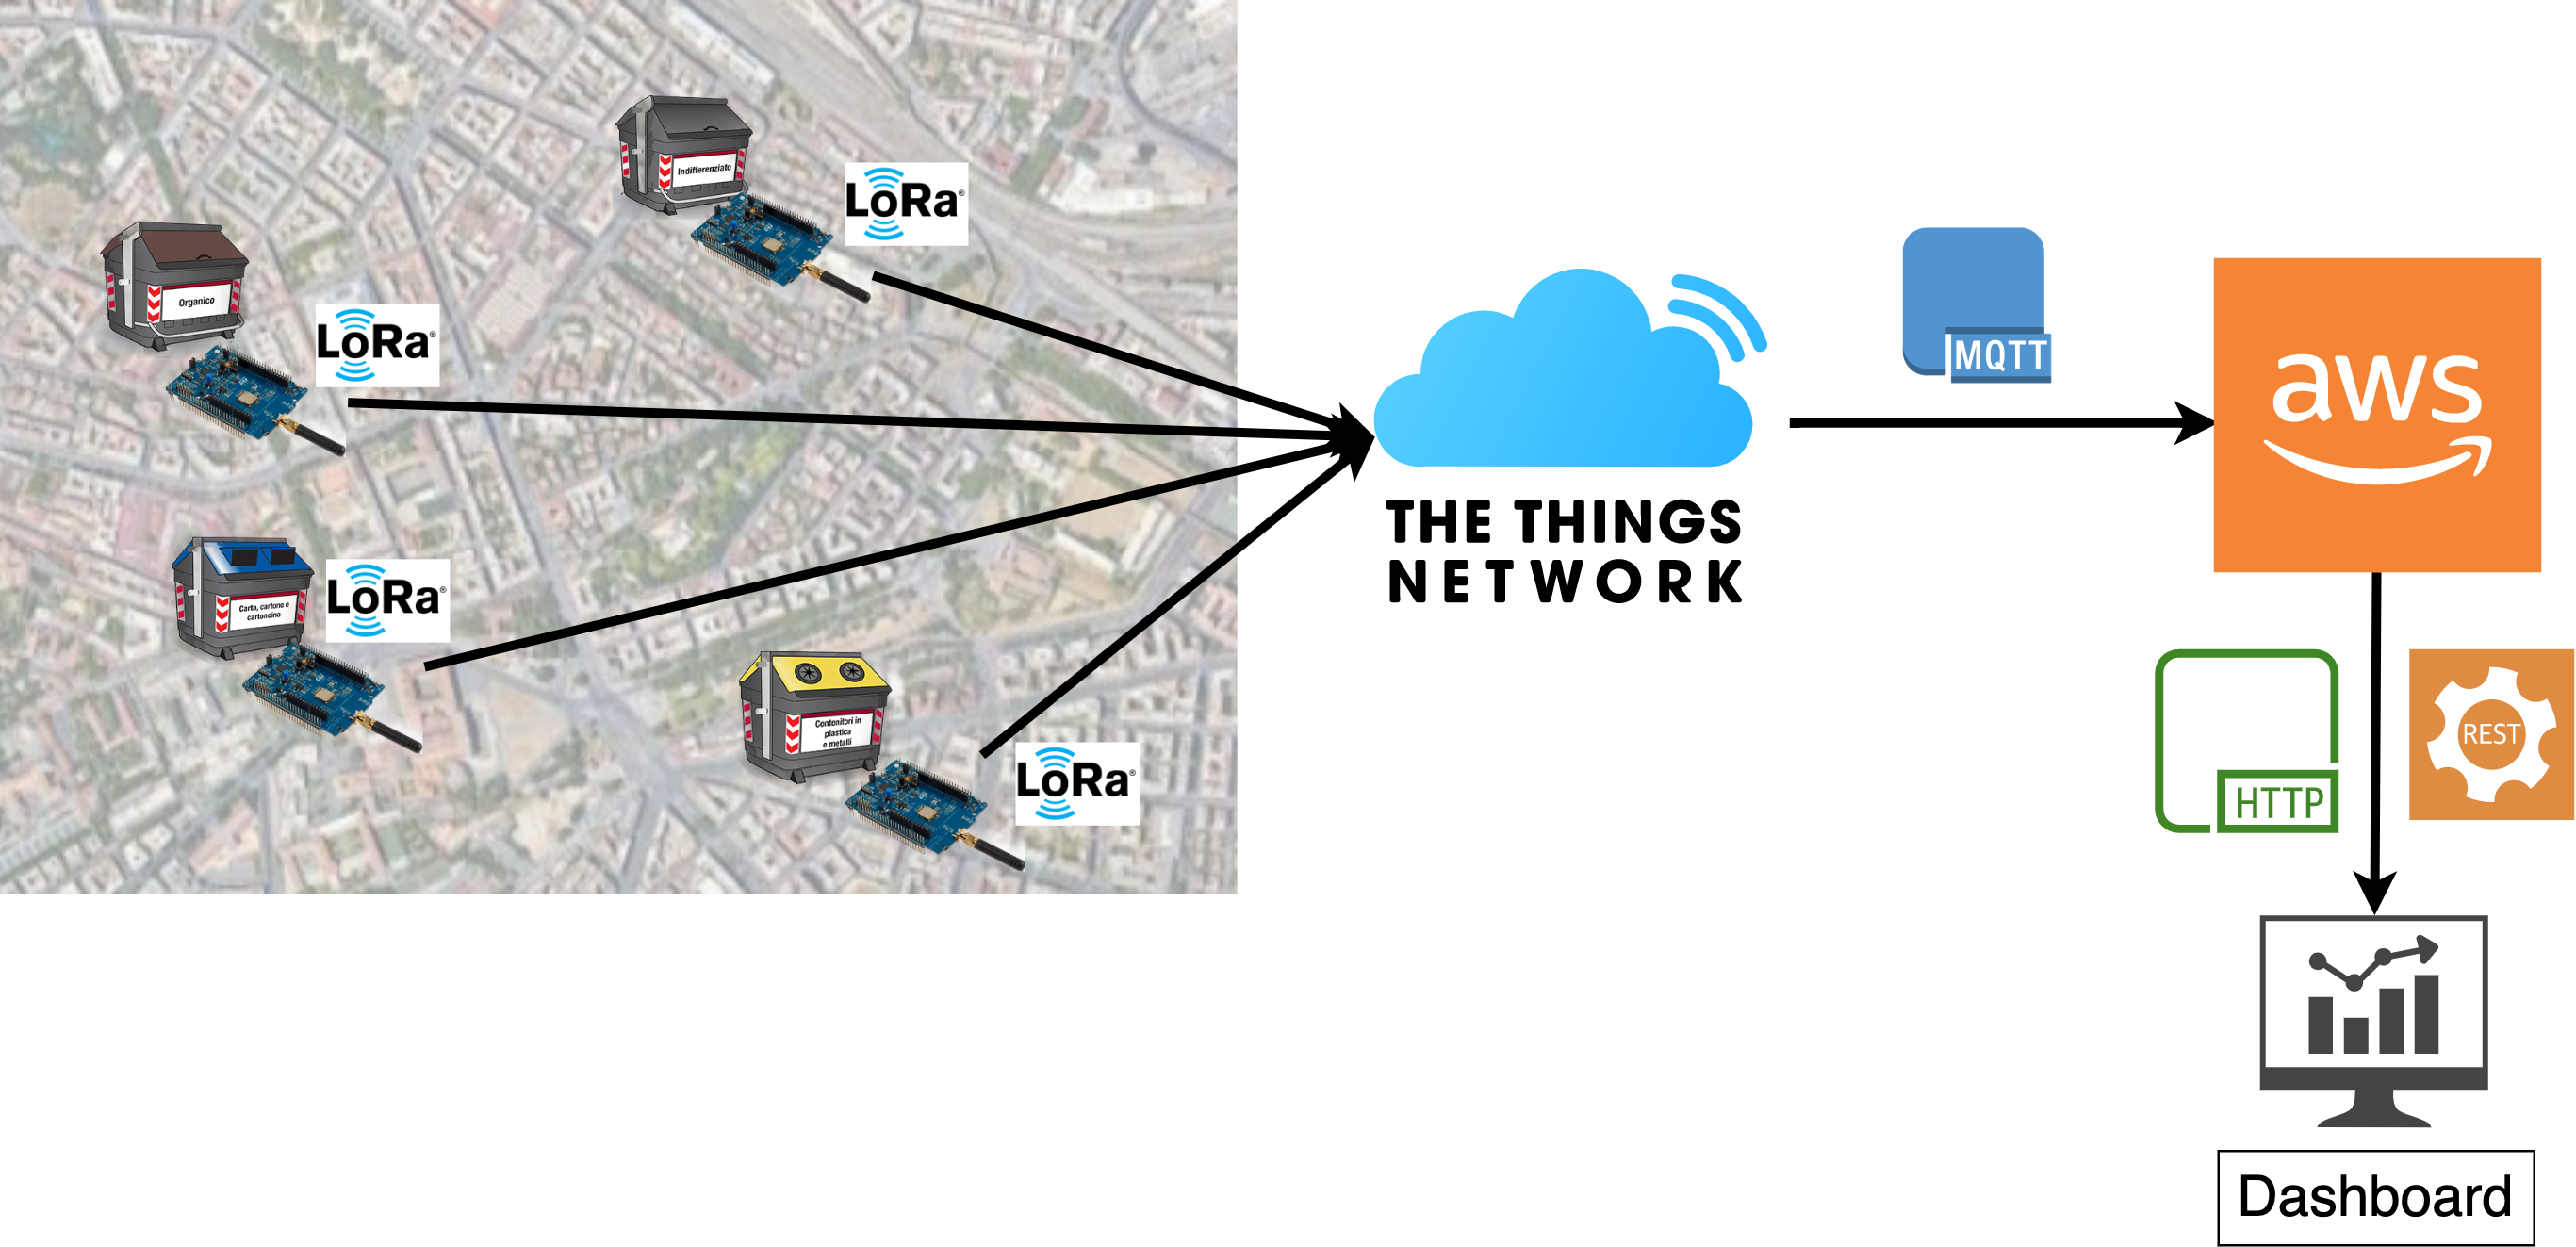 Indifferenziato
LoRa®
Organico
LoRa®
Carta, cartone e
cartoncino
LoRa®
Contenitori in
plastica
e metalli
LoRa®
THE THINGS
NETWORK
MQTT
aws
HTTP
REST
Dashboard